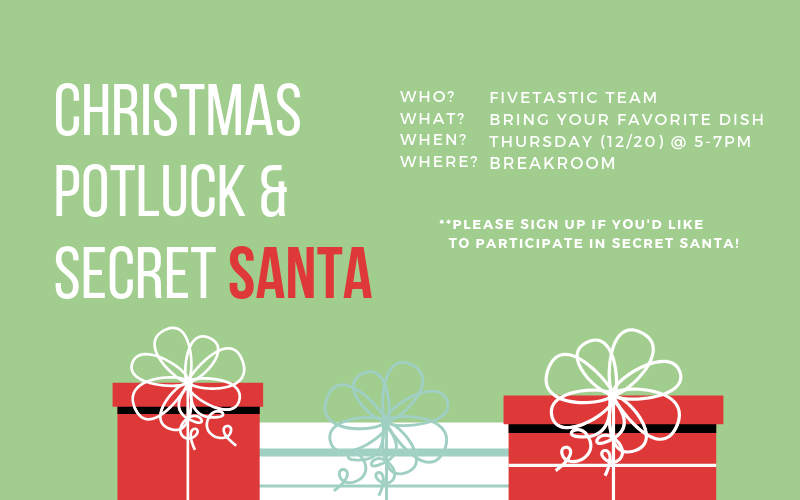 CHRISTMAS
POTLUCK &
SECRET SANTA
WHO? FIVETASTIC TEAM
WHAT? BRING YOUR FAVORITE DISH
WHEN? THURSDAY (12/20) @ 5-7PM
WHERE? BREAKROOM
**PLEASE SIGN UP IF YOU'D LIKE
TO PARTICIPATE IN SECRET SANTA!